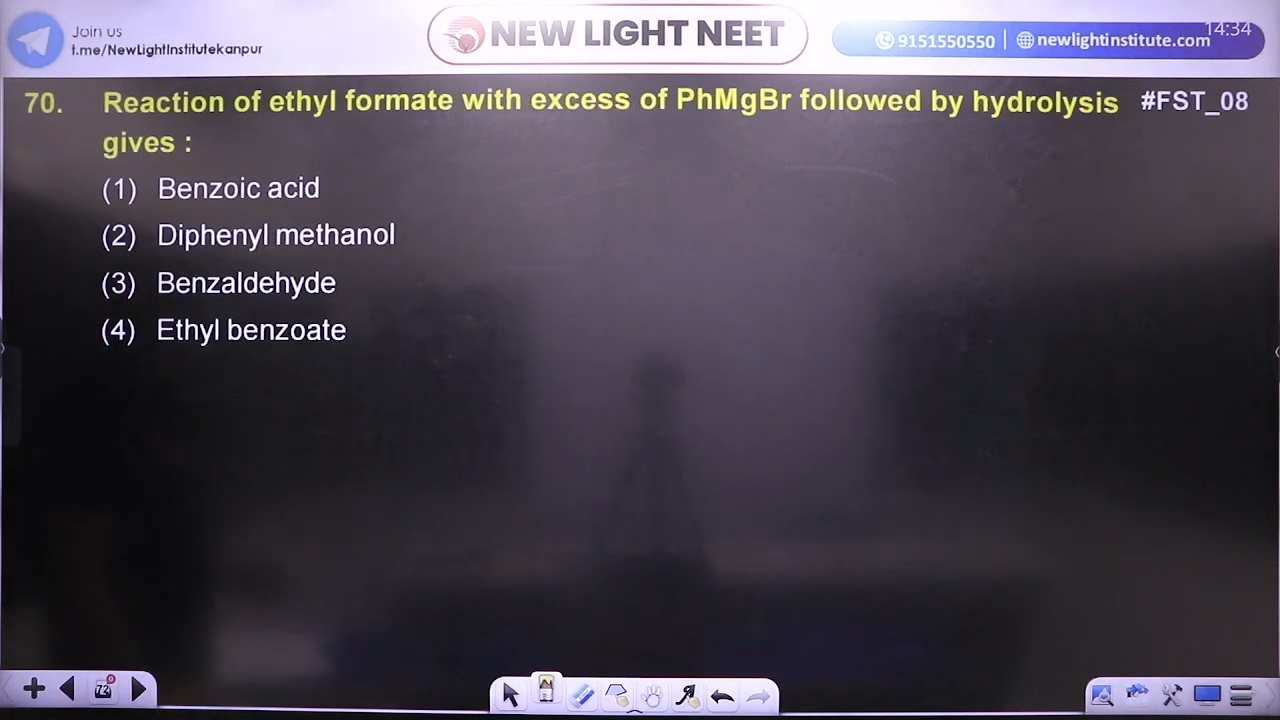 Join us
t.me/NewLightInstitutekanpur
NEW LIGHT NEET
9151550550 | newlightinstitute.com
14:34
70. Reaction of ethyl formate with excess of PhMgBr followed by hydrolysis #FST_08
gives :
(1) Benzoic acid
(2) Diphenyl methanol
(3) Benzaldehyde
(4) Ethyl benzoate
72